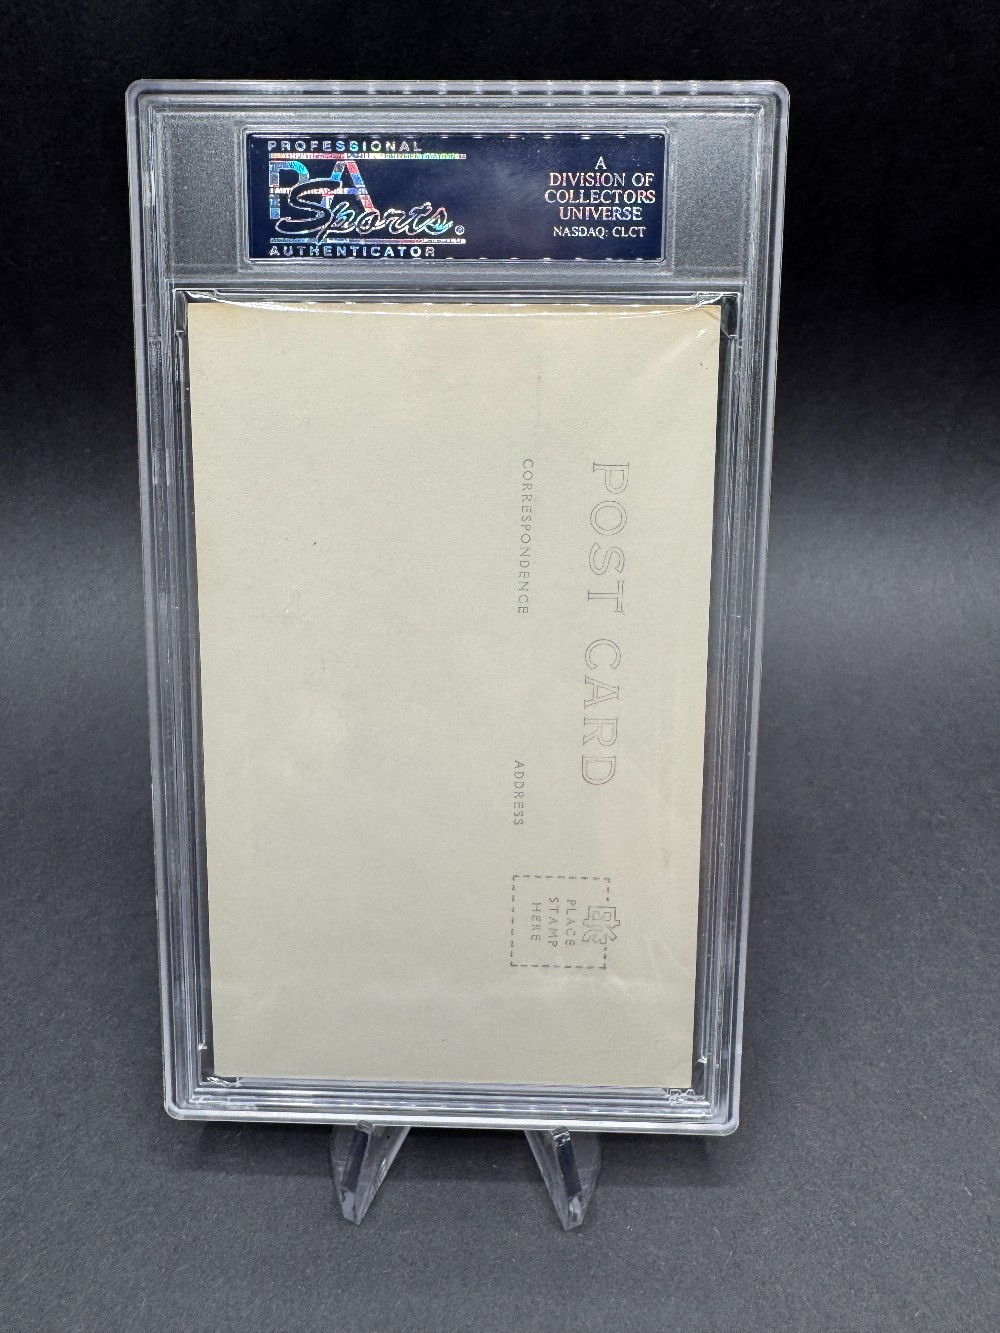 PROFESSIONAL
PSA
Sports®
AUTHENTICATOR
A
DIVISION OF
COLLECTORS
UNIVERSE
NASDAQ: CLCT
POST CARD
CORRESPONDENCE
ADDRESS
PLACE
STAMP
HERE